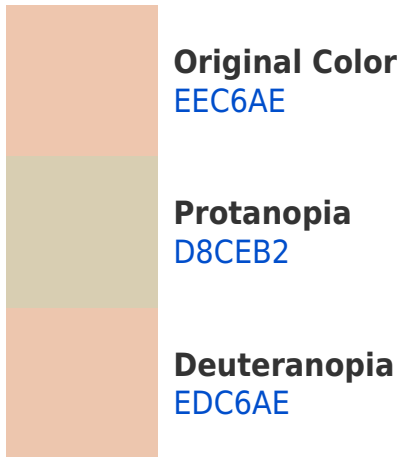 Original Color
EEC6AE
Protanopia
D8CEB2
Deuteranopia
EDC6AE